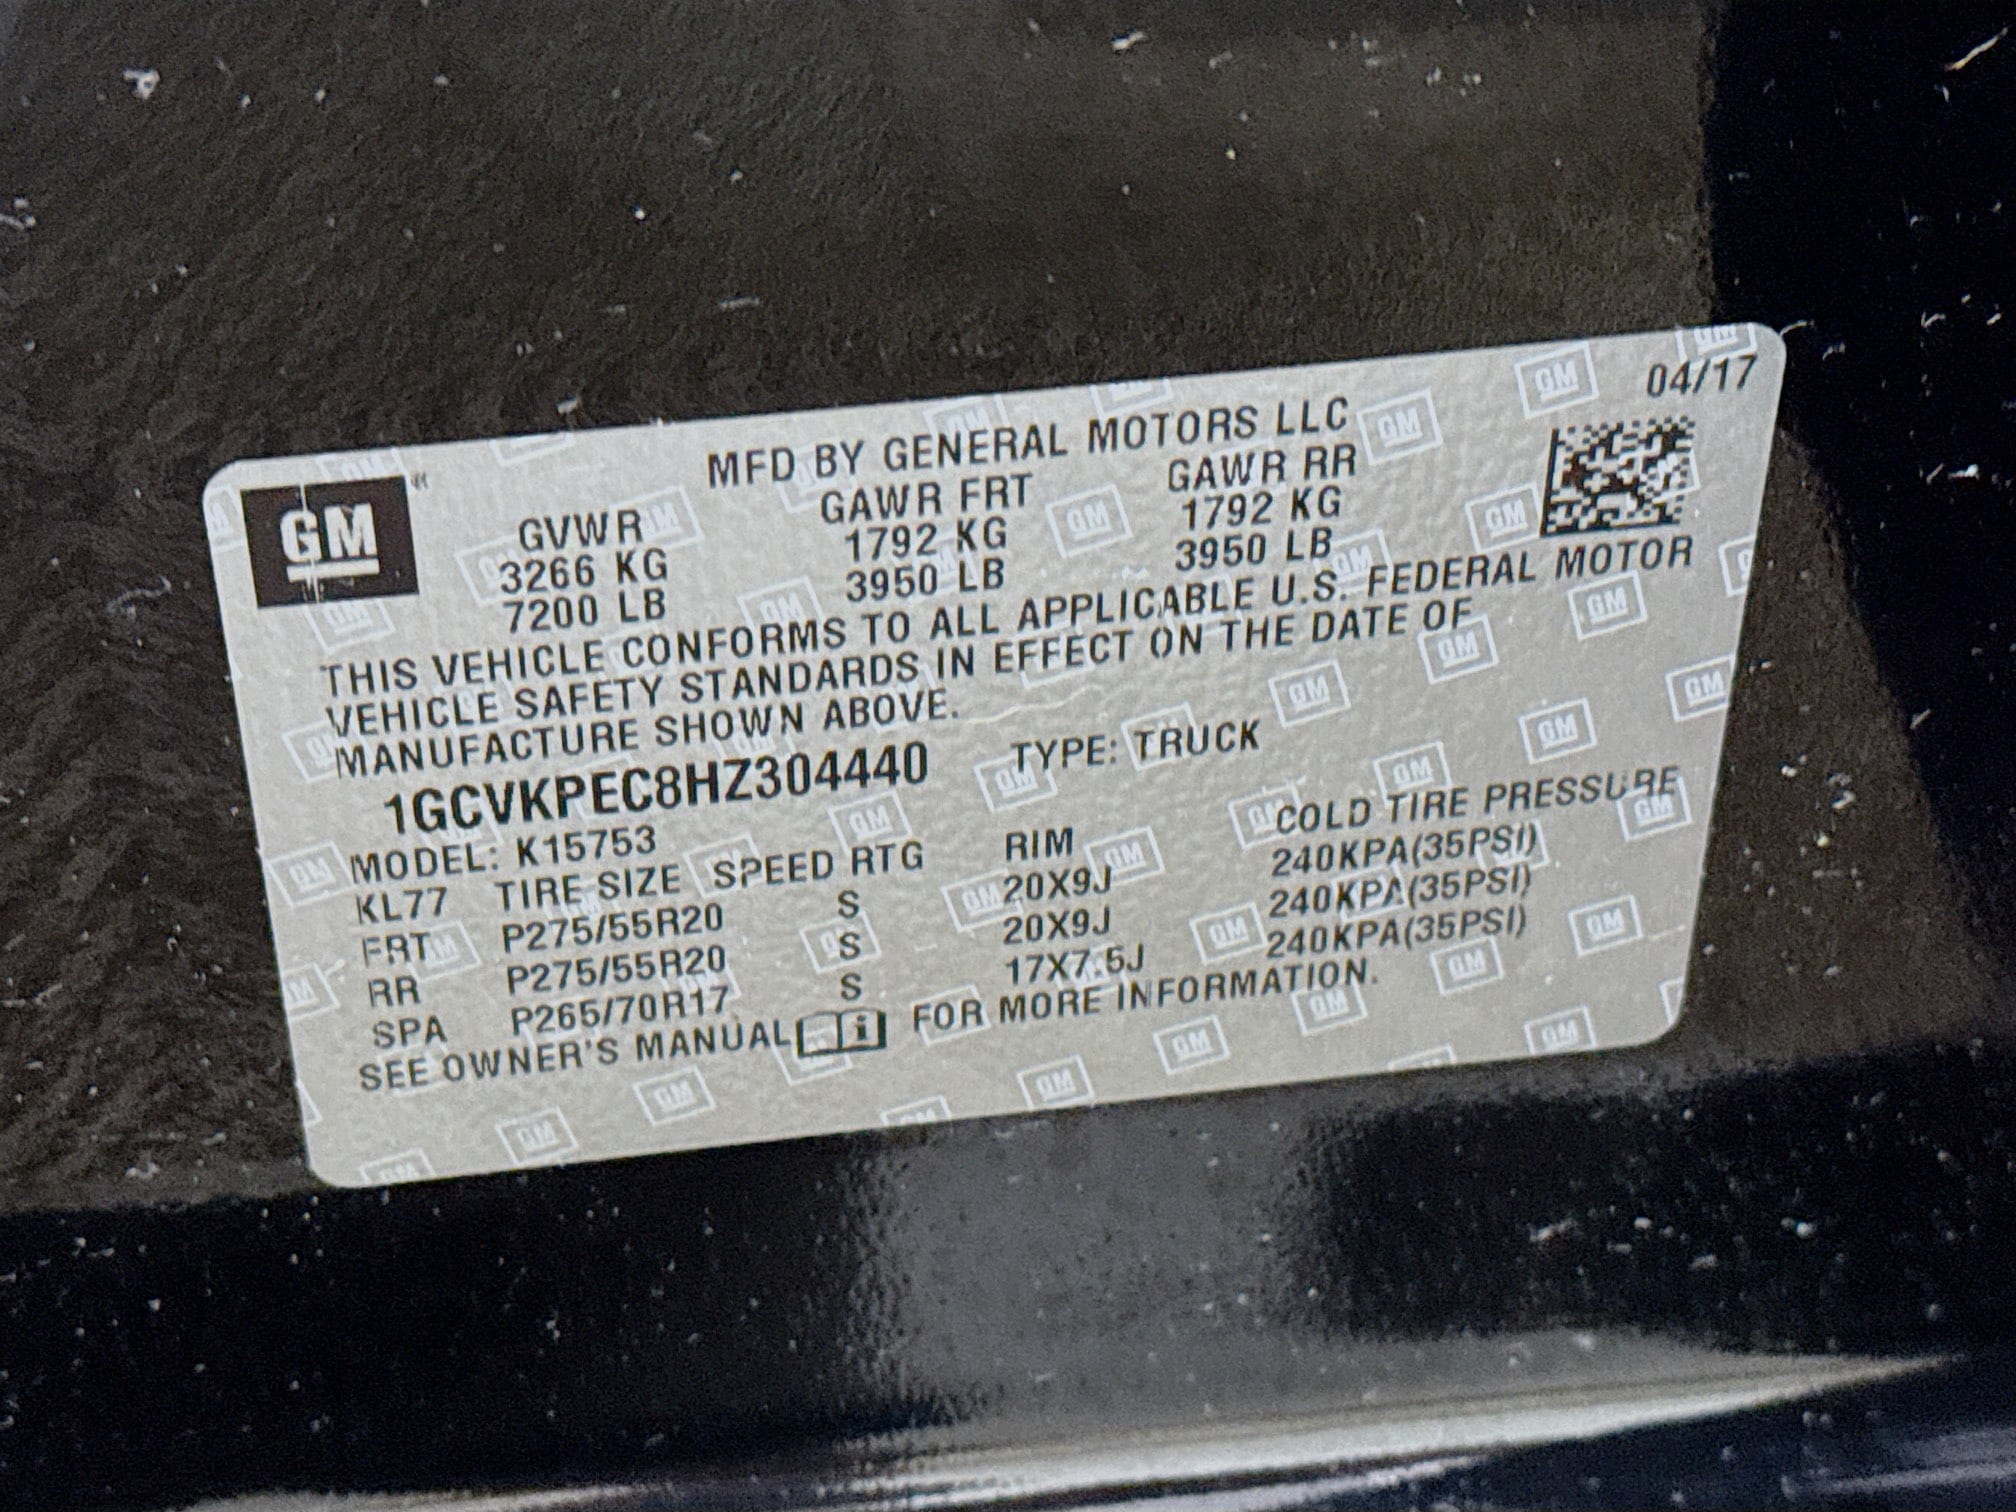 04/17
MFD BY GENERAL MOTORS LLC
GM
GVWR GAWR FRT GAWR RR
3266 KG 1792 KG 1792 KG
7200 LB 3950 LB 3950 LB
THIS VEHICLE CONFORMS TO ALL APPLICABLE U.S. FEDERAL MOTOR
VEHICLE SAFETY STANDARDS IN EFFECT ON THE DATE OF
MANUFACTURE SHOWN ABOVE.
1GCVKPEC8HZ304440 TYPE: TRUCK
MODEL: K15753
KL77 TIRE SIZE SPEED RTG RIM COLD TIRE PRESSURE
FRT P275/55R20 S 20X9J 240KPA(35PSI)
RR P275/55R20 S 20X9J 240KPA(35PSI)
SPA P265/70R17 S 17X7.5J 240KPA(35PSI)
SEE OWNER'S MANUAL i FOR MORE INFORMATION.